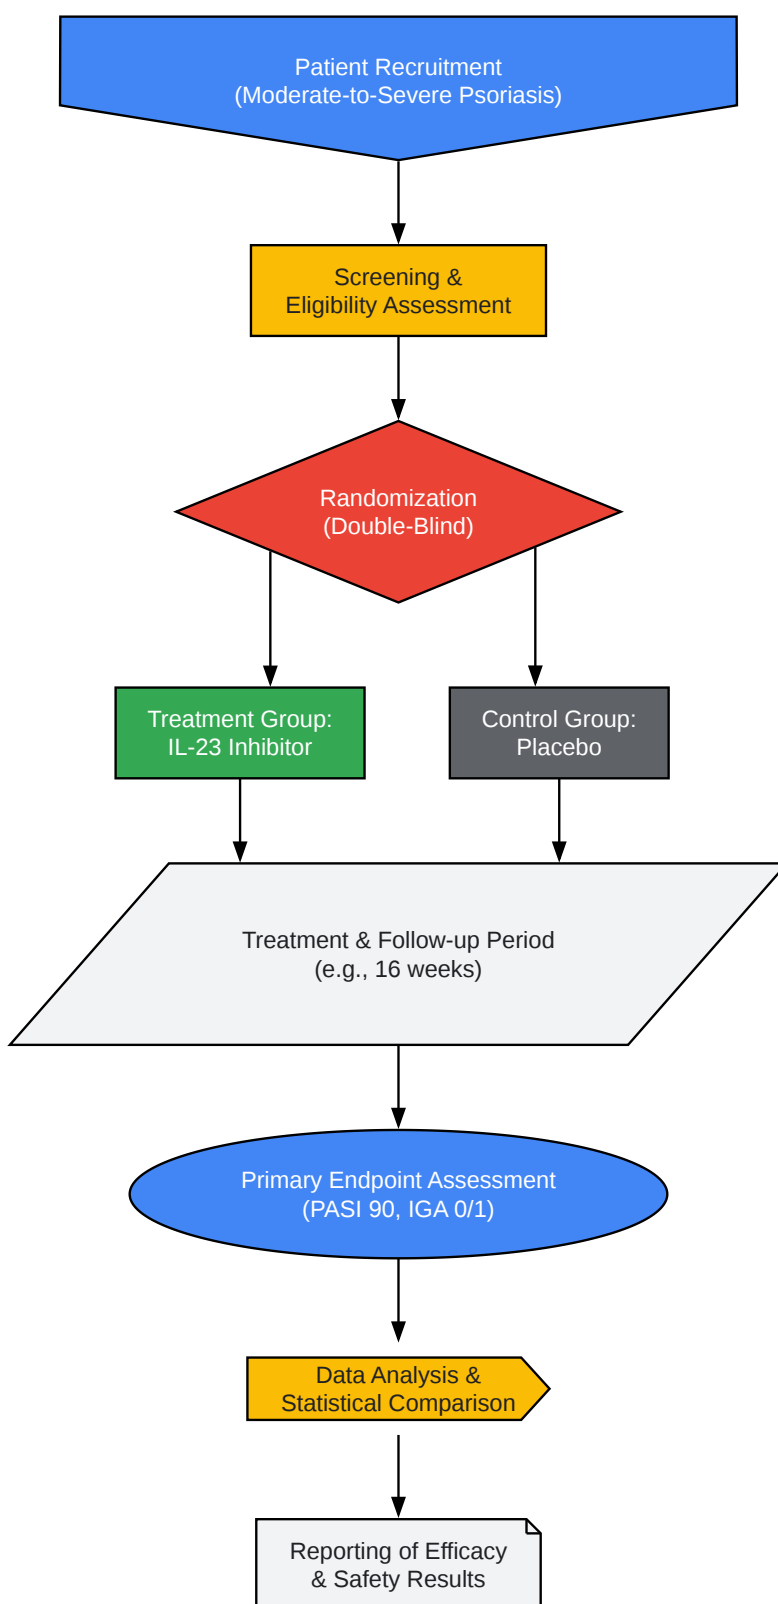 Patient Recruitment
(Moderate-to-Severe Psoriasis)
Screening &
Eligibility Assessment
Randomization
(Double-Blind)
Treatment Group:
IL-23 Inhibitor
Control Group:
Placebo
Treatment & Follow-up Period
(e.g., 16 weeks)
Primary Endpoint Assessment
(PASI 90, IGA 0/1)
Data Analysis &
Statistical Comparison
Reporting of Efficacy
& Safety Results